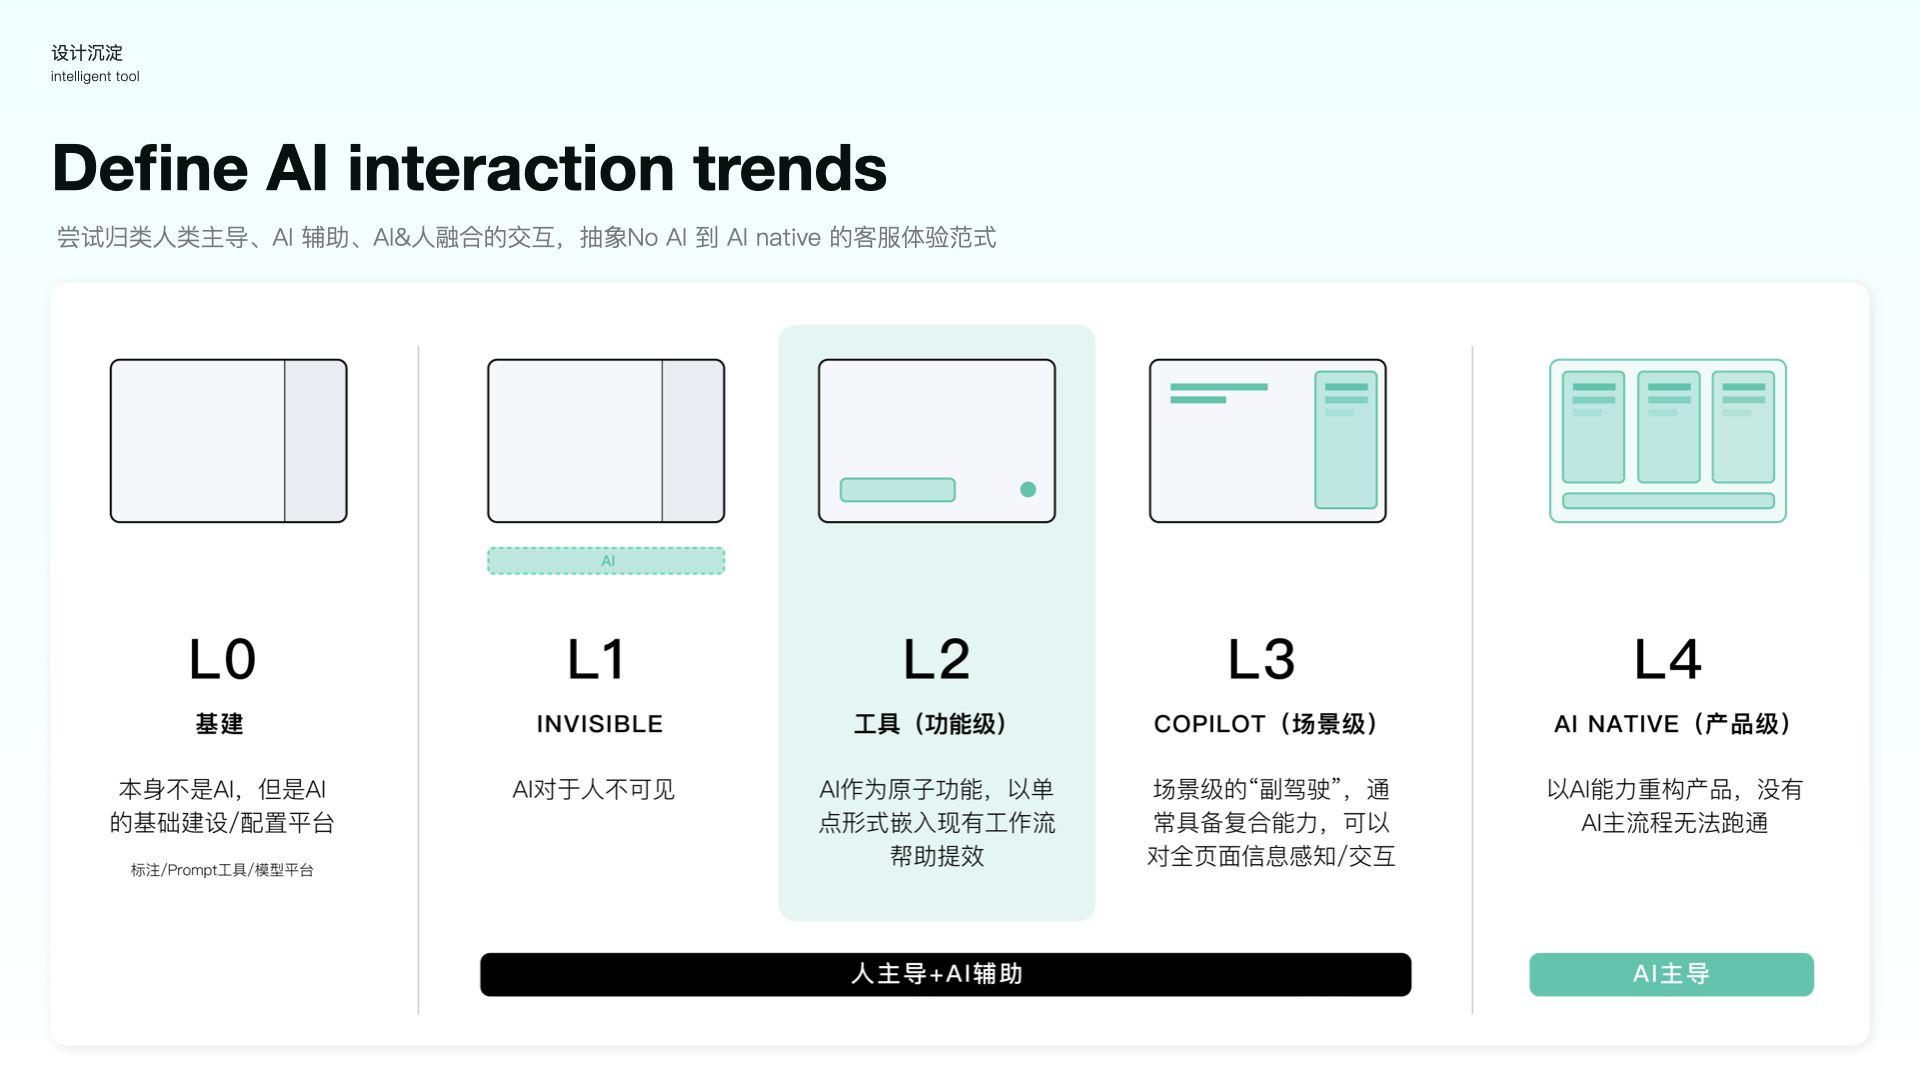 设计沉淀
intelligent tool
Define AI interaction trends
尝试归类人类主导、AI 辅助、AI&人融合的交互，抽象No AI 到 AI native 的客服体验范式
AI
L0
基建
本身不是AI，但是AI
的基础建设/配置平台
标注/Prompt工具/模型平台
L1
INVISIBLE
AI对于人不可见
L2
工具（功能级）
AI作为原子功能，以单
点形式嵌入现有工作流
帮助提效
L3
COPILOT（场景级）
场景级的“副驾驶”，通
常具备复合能力，可以
对全页面信息感知/交互
L4
AI NATIVE（产品级）
以AI能力重构产品，没有
AI主流程无法跑通
人主导+AI辅助
AI主导